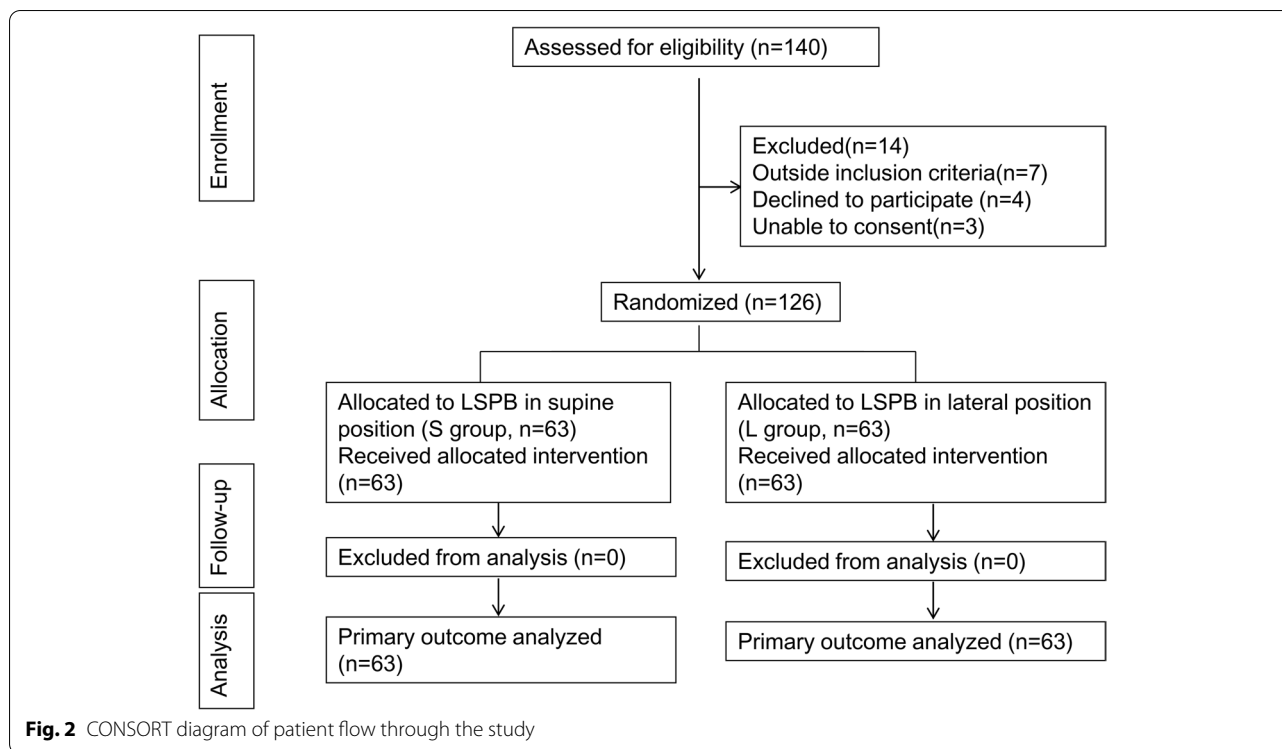 Enrollment
Assessed for eligibility (n=140)
Excluded(n=14)
Outside inclusion criteria(n=7)
Declined to participate (n=4)
Unable to consent(n=3)
Allocation
Randomized (n=126)
Allocated to LSPB in supine
position (S group, n=63)
Received allocated intervention
(n=63)
Allocated to LSPB in lateral position
(L group, n=63)
Received allocated intervention
(n=63)
Follow-up
Excluded from analysis (n=0)
Excluded from analysis (n=0)
Analysis
Primary outcome analyzed
(n=63)
Primary outcome analyzed (n=63)
Fig. 2 CONSORT diagram of patient flow through the study